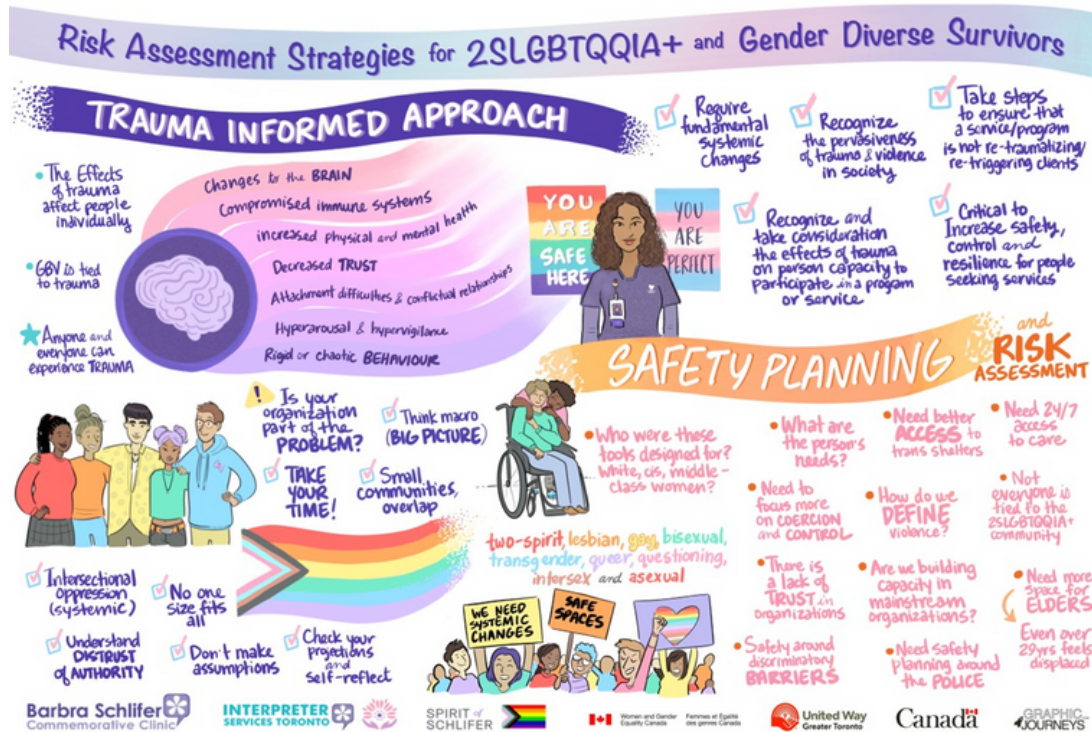 Risk Assessment Strategies for 2SLGBTQQIA+ and Gender Diverse Survivors
TRAUMA INFORMED APPROACH
The Effects
of trauma
affect people
individually
GBV is tied
to trauma
Anyone and
everyone can
experience TRAUMA
Changes to the BRAIN
Compromised immune systems
increased physical and mental health
Decreased TRUST
Attachment difficulties & conflictual relationships
Hyperarousal & hypervigilance
Rigid or chaotic BEHAVIOUR
YOU
ARE
SAFE
HERE
YOU
ARE
PERFECT
Require
fundamental
systemic
changes
Recognize
the pervasiveness
of trauma & violence
in society
Take steps
to ensure that
a service/program
is not re-traumatizing/
re-triggering clients
Recognize and
take consideration
the effects of trauma
on person capacity to
participate in a program
or service
Critical to
Increase safety,
control and
resilience for people
seeking services
Is your
organization
part of the
PROBLEM?
Think macro
(BIG PICTURE)
TAKE
YOUR
TIME!
Small
communities,
overlap
Intersectional
oppression
(systemic)
No one
size fits
all
Understand
DISTRUST
of AUTHORITY
Don't make
assumptions
Check your
projections
and
self-reflect
SAFETY PLANNING
and
RISK
ASSESSMENT
Who were these
tools designed for?
White, cis, middle-
class women?
What are
the person's
needs?
Need better
ACCESS to
trans shelters
Need 24/7
access
to care
Need to
focus more
on COERCION
and CONTROL
How do we
DEFINE
violence?
Not
everyone is
tied to the
2SLGBTQQIA+
community
There is
a lack of
TRUST in
organizations
Are we building
capacity in
mainstream
organizations?
Need more
space for
ELDERS
Even over
29yrs feels
displaced
Safety around
discriminatory
BARRIERS
Need safety
planning around
the POLICE
two-spirit, lesbian, gay, bisexual,
transgender, queer, questioning,
intersex and asexual
WE NEED
SYSTEMIC
CHANGES
SAFE
SPACES
Barbra Schlifer
Commemorative Clinic
INTERPRETER
SERVICES TORONTO
SPIRIT of
SCHLIFER
Women and Gender
Equality Canada
Femmes et Égalité
des genres Canada
United Way
Greater Toronto
Canada
GRAPHIC
JOURNEYS